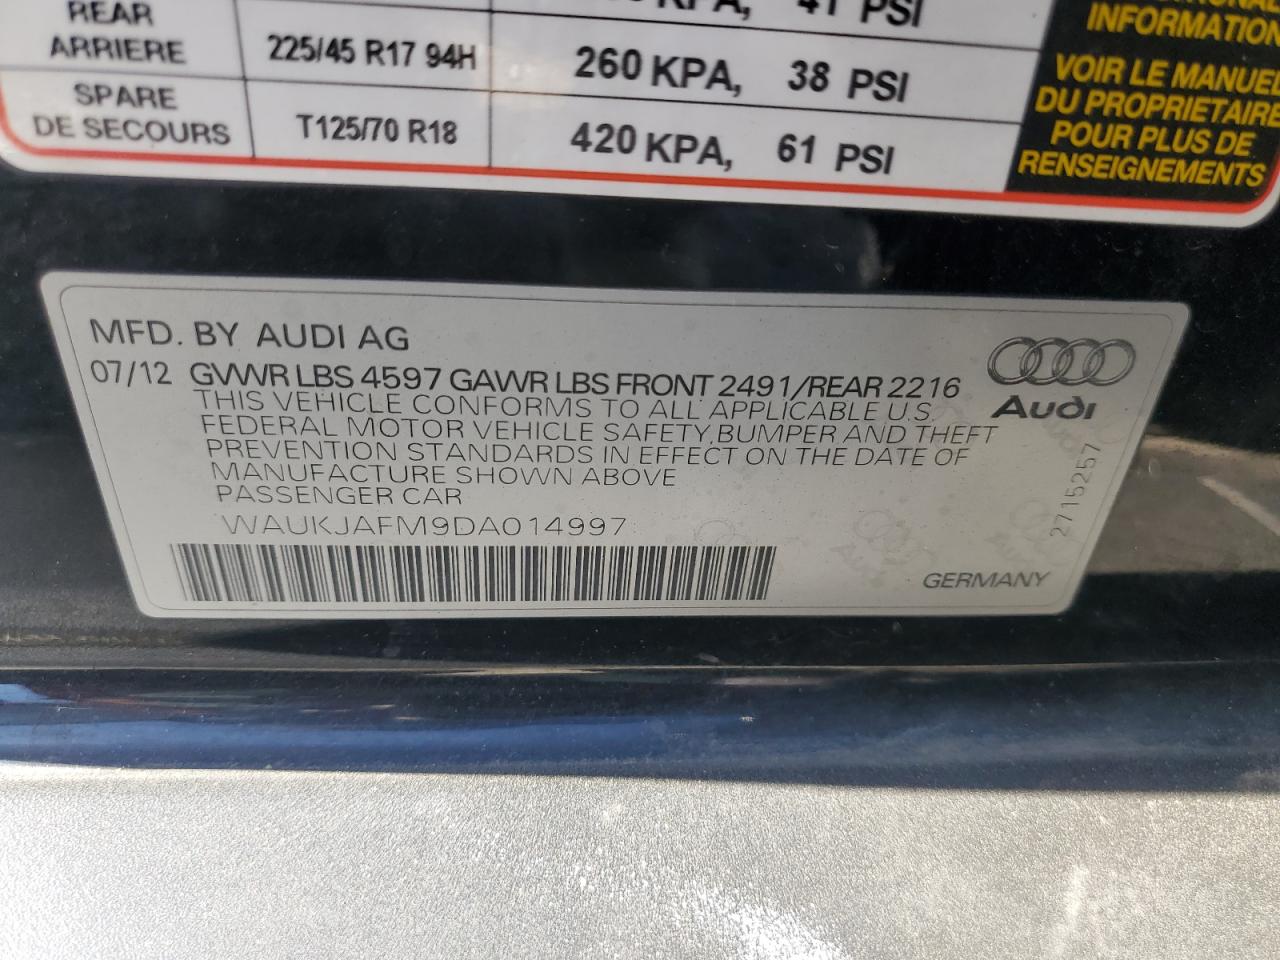 KPA, 41 PSI
REAR
ARRIERE 225/45 R17 94H 260 KPA, 38 PSI
SPARE
DE SECOURS T125/70 R18 420 KPA, 61 PSI
INFORMATION
VOIR LE MANUEL
DU PROPRIETAIRE
POUR PLUS DE
RENSEIGNEMENTS
MFD. BY AUDI AG
07/12 GVWR LBS 4597 GAWR LBS FRONT 2491/REAR 2216
THIS VEHICLE CONFORMS TO ALL APPLICABLE U.S.
FEDERAL MOTOR VEHICLE SAFETY,BUMPER AND THEFT
PREVENTION STANDARDS IN EFFECT ON THE DATE OF
MANUFACTURE SHOWN ABOVE
PASSENGER CAR
WAUKJAFM9DA014997
Audi
2715257
GERMANY